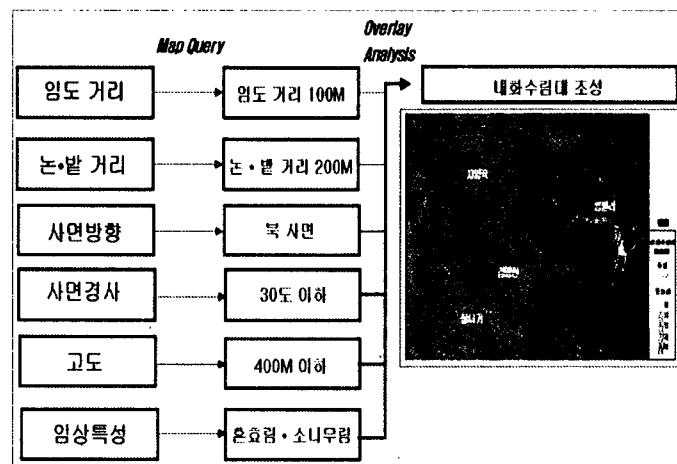 Map Query
Overlay
Analysis
임도 거리
임도 거리 100M
내화수림대 조성
논•밭 거리
논 • 밭 거리 200M
사면방향
북 사면
사면경사
30도 이하
고도
400M 이하
임상특성
혼효림 • 소나무림